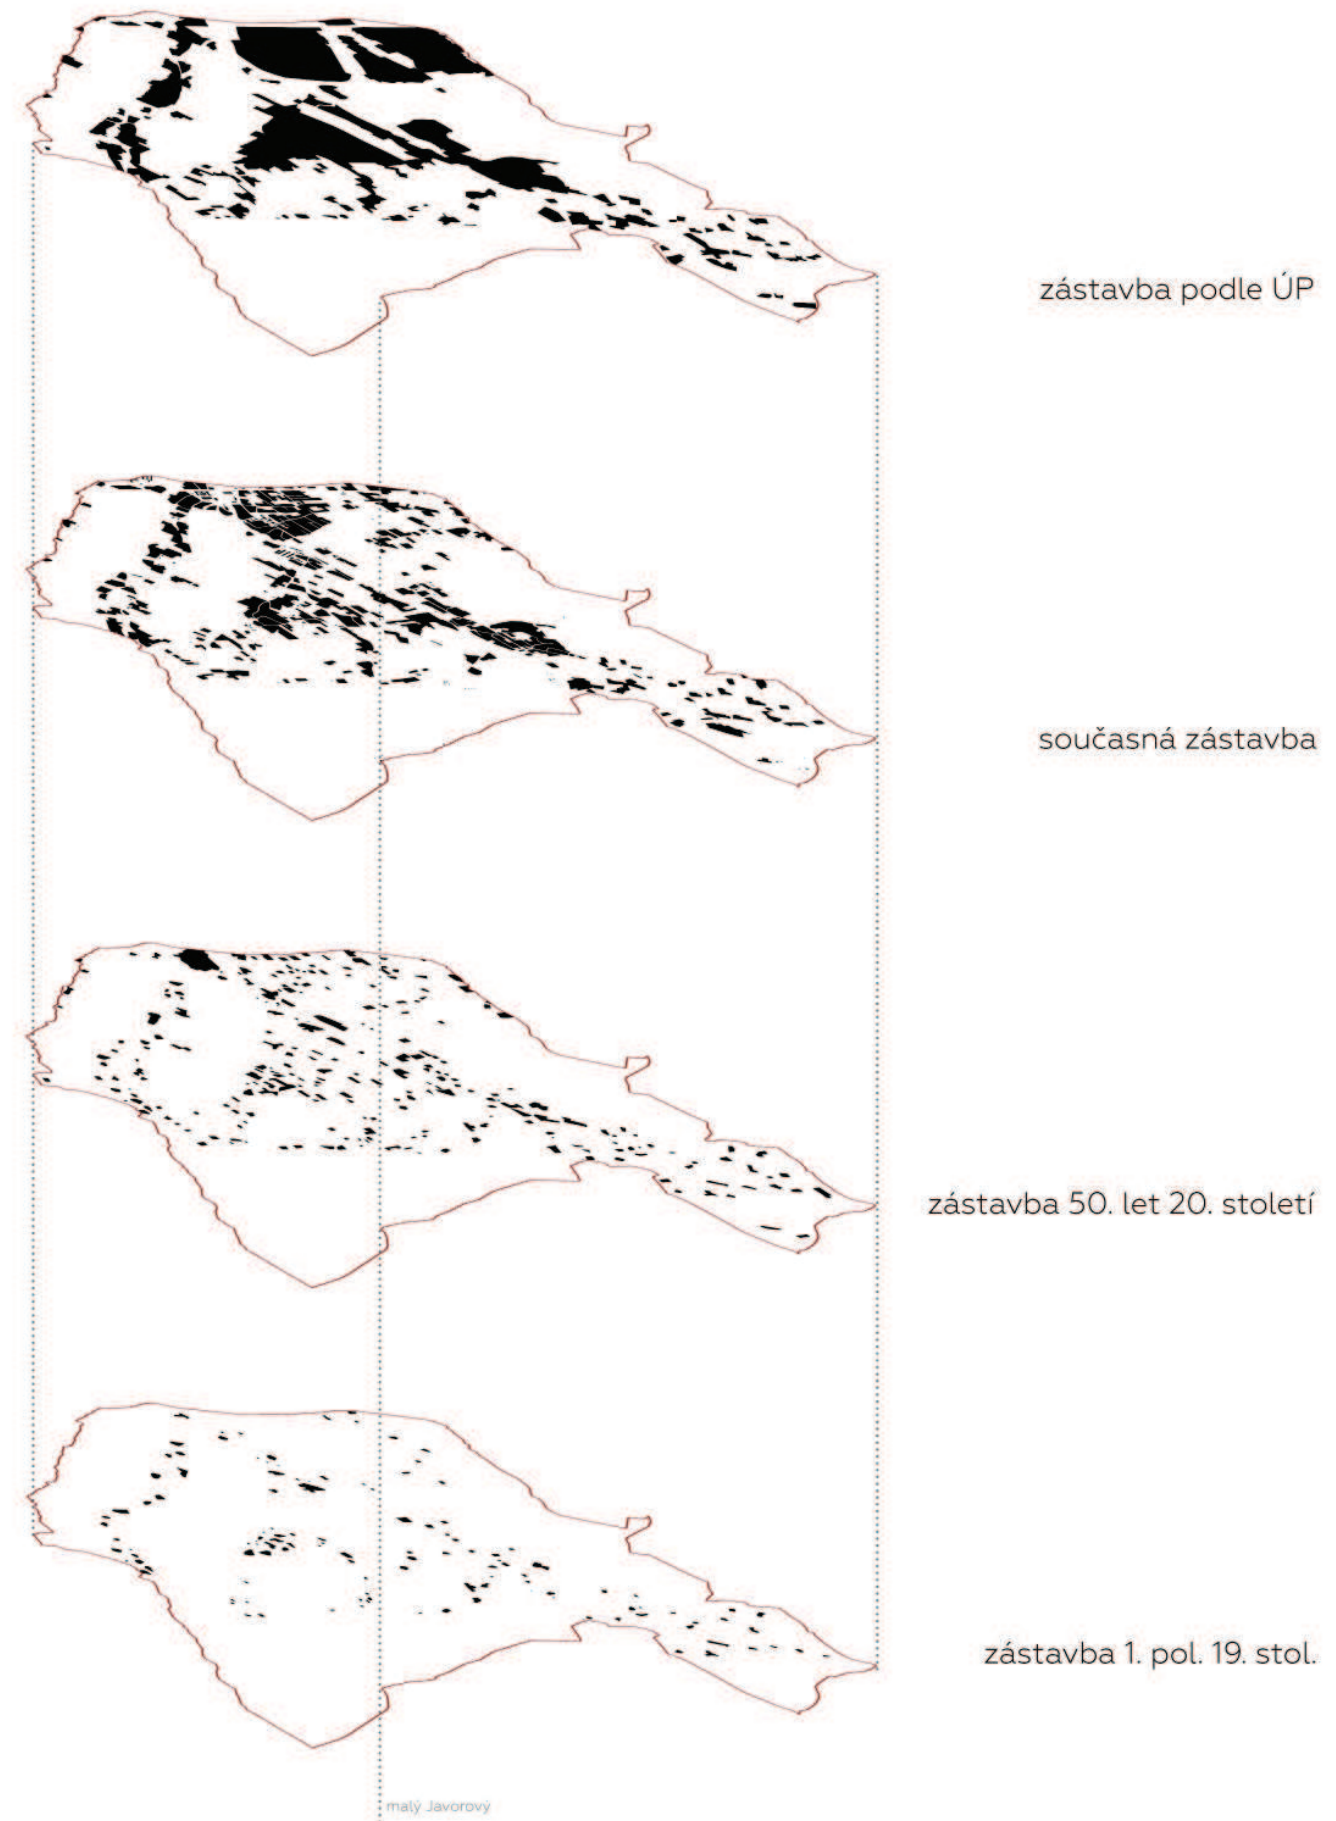 zástavba podle ÚP
současná zástavba
zástavba 50. let 20. století
zástavba 1. pol. 19. stol.
malý Javorový